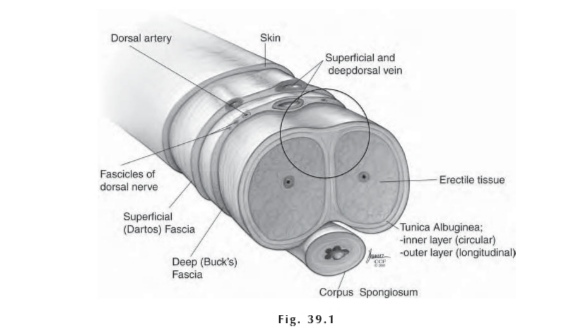 Dorsal artery
Skin
Superficial and
deepdorsal vein
Fascicles of
dorsal nerve
Superficial
(Dartos) Fascia
Deep (Buck's)
Fascia
Erectile tissue
Tunica Albuginea;
-inner layer (circular)
-outer layer (longitudinal)
CCF
Corpus Spongiosum
Fig. 39.1